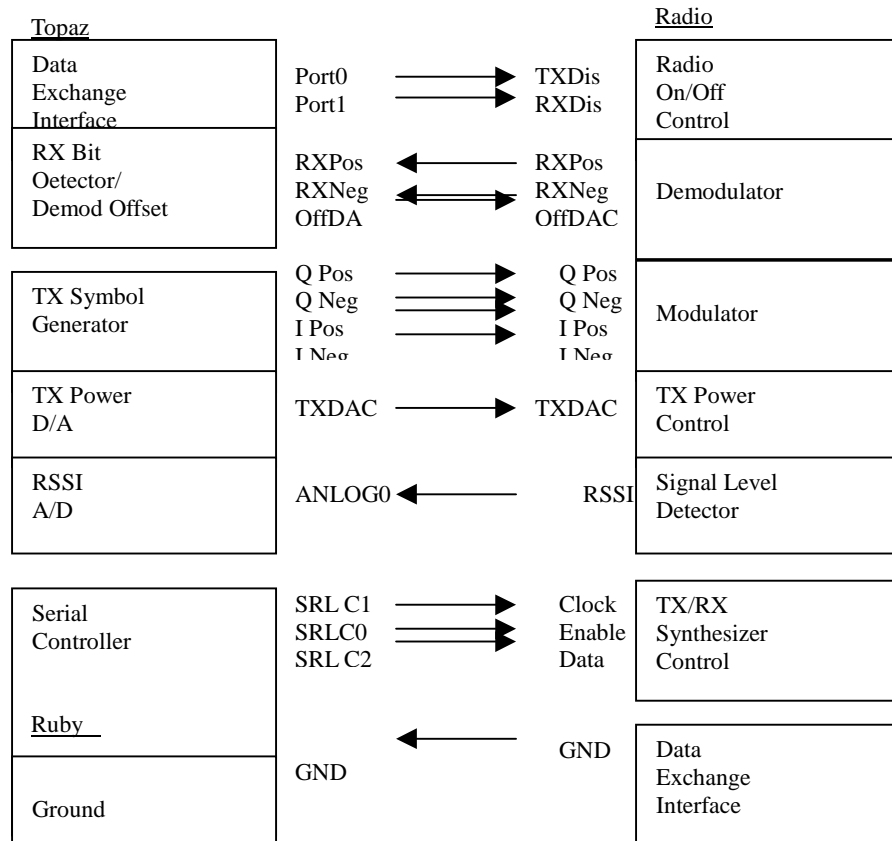 Topaz
Radio
Data
Exchange
Interface
Port0
Port1
TXDis
RXDis
Radio
On/Off
Control
RX Bit
Oetector/
Demod Offset
RXPos
RXNeg
OffDA
RXPos
RXNeg
OffDAC
Demodulator
TX Symbol
Generator
Q Pos
Q Neg
I Pos
I Neg
Q Pos
Q Neg
I Pos
I Neg
Modulator
TX Power
D/A
TXDAC
TXDAC
TX Power
Control
RSSI
A/D
ANLOG0
RSSI
Signal Level
Detector
Serial
Controller
SRL C1
SRLC0
SRL C2
Clock
Enable
Data
TX/RX
Synthesizer
Control
Ruby
Ground
GND
GND
Data
Exchange
Interface